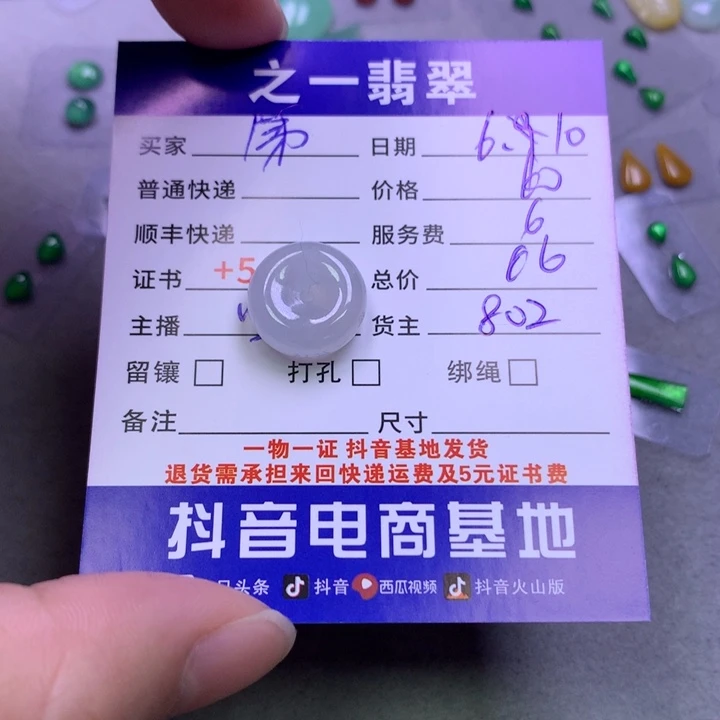 之一翡翠
买家 日期 6.
普通快递 价格
顺丰快递 服务费 6
证书 +5 总价 06
主播 货主 802
留镶 打孔 绑绳
备注 尺寸
一物一证 抖音基地发货
退货需承担来回快递运费及5元证书费
抖音电商基地
头条 抖音 西瓜视频 抖音火山版